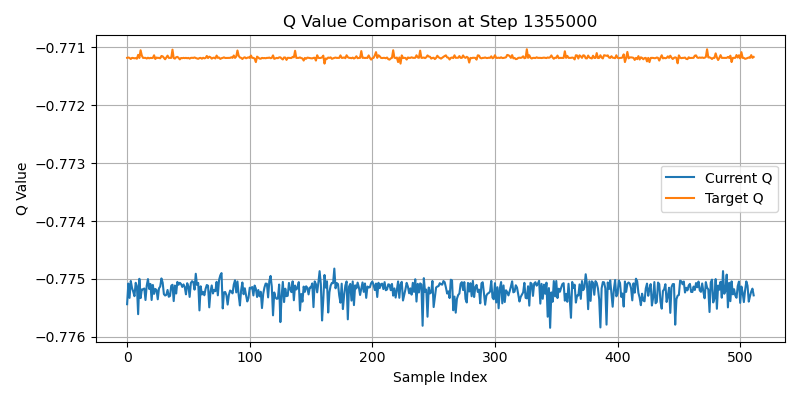 Q Value Comparison at Step 1355000
Q Value
−0.771
−0.772
−0.773
−0.774
−0.775
−0.776
Current Q
Target Q
0
100
200
300
400
500
Sample Index